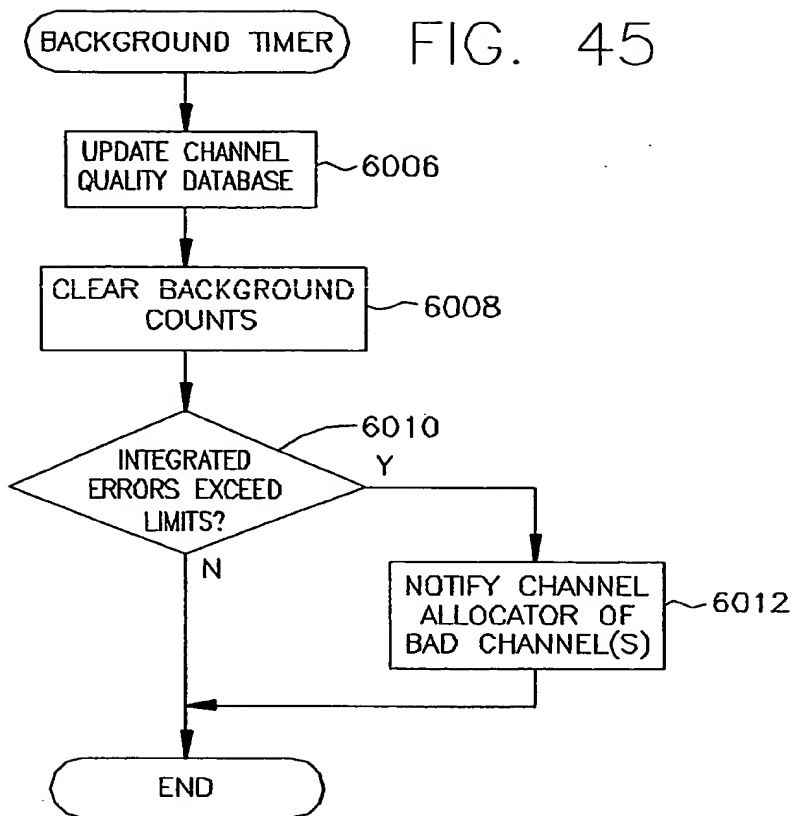 BACKGROUND TIMER
FIG. 45
UPDATE CHANNEL
QUALITY DATABASE
6006
CLEAR BACKGROUND
COUNTS
6008
6010
INTEGRATED
ERRORS EXCEED
LIMITS?
Y
N
NOTIFY CHANNEL
ALLOCATOR OF
BAD CHANNEL(S)
6012
END